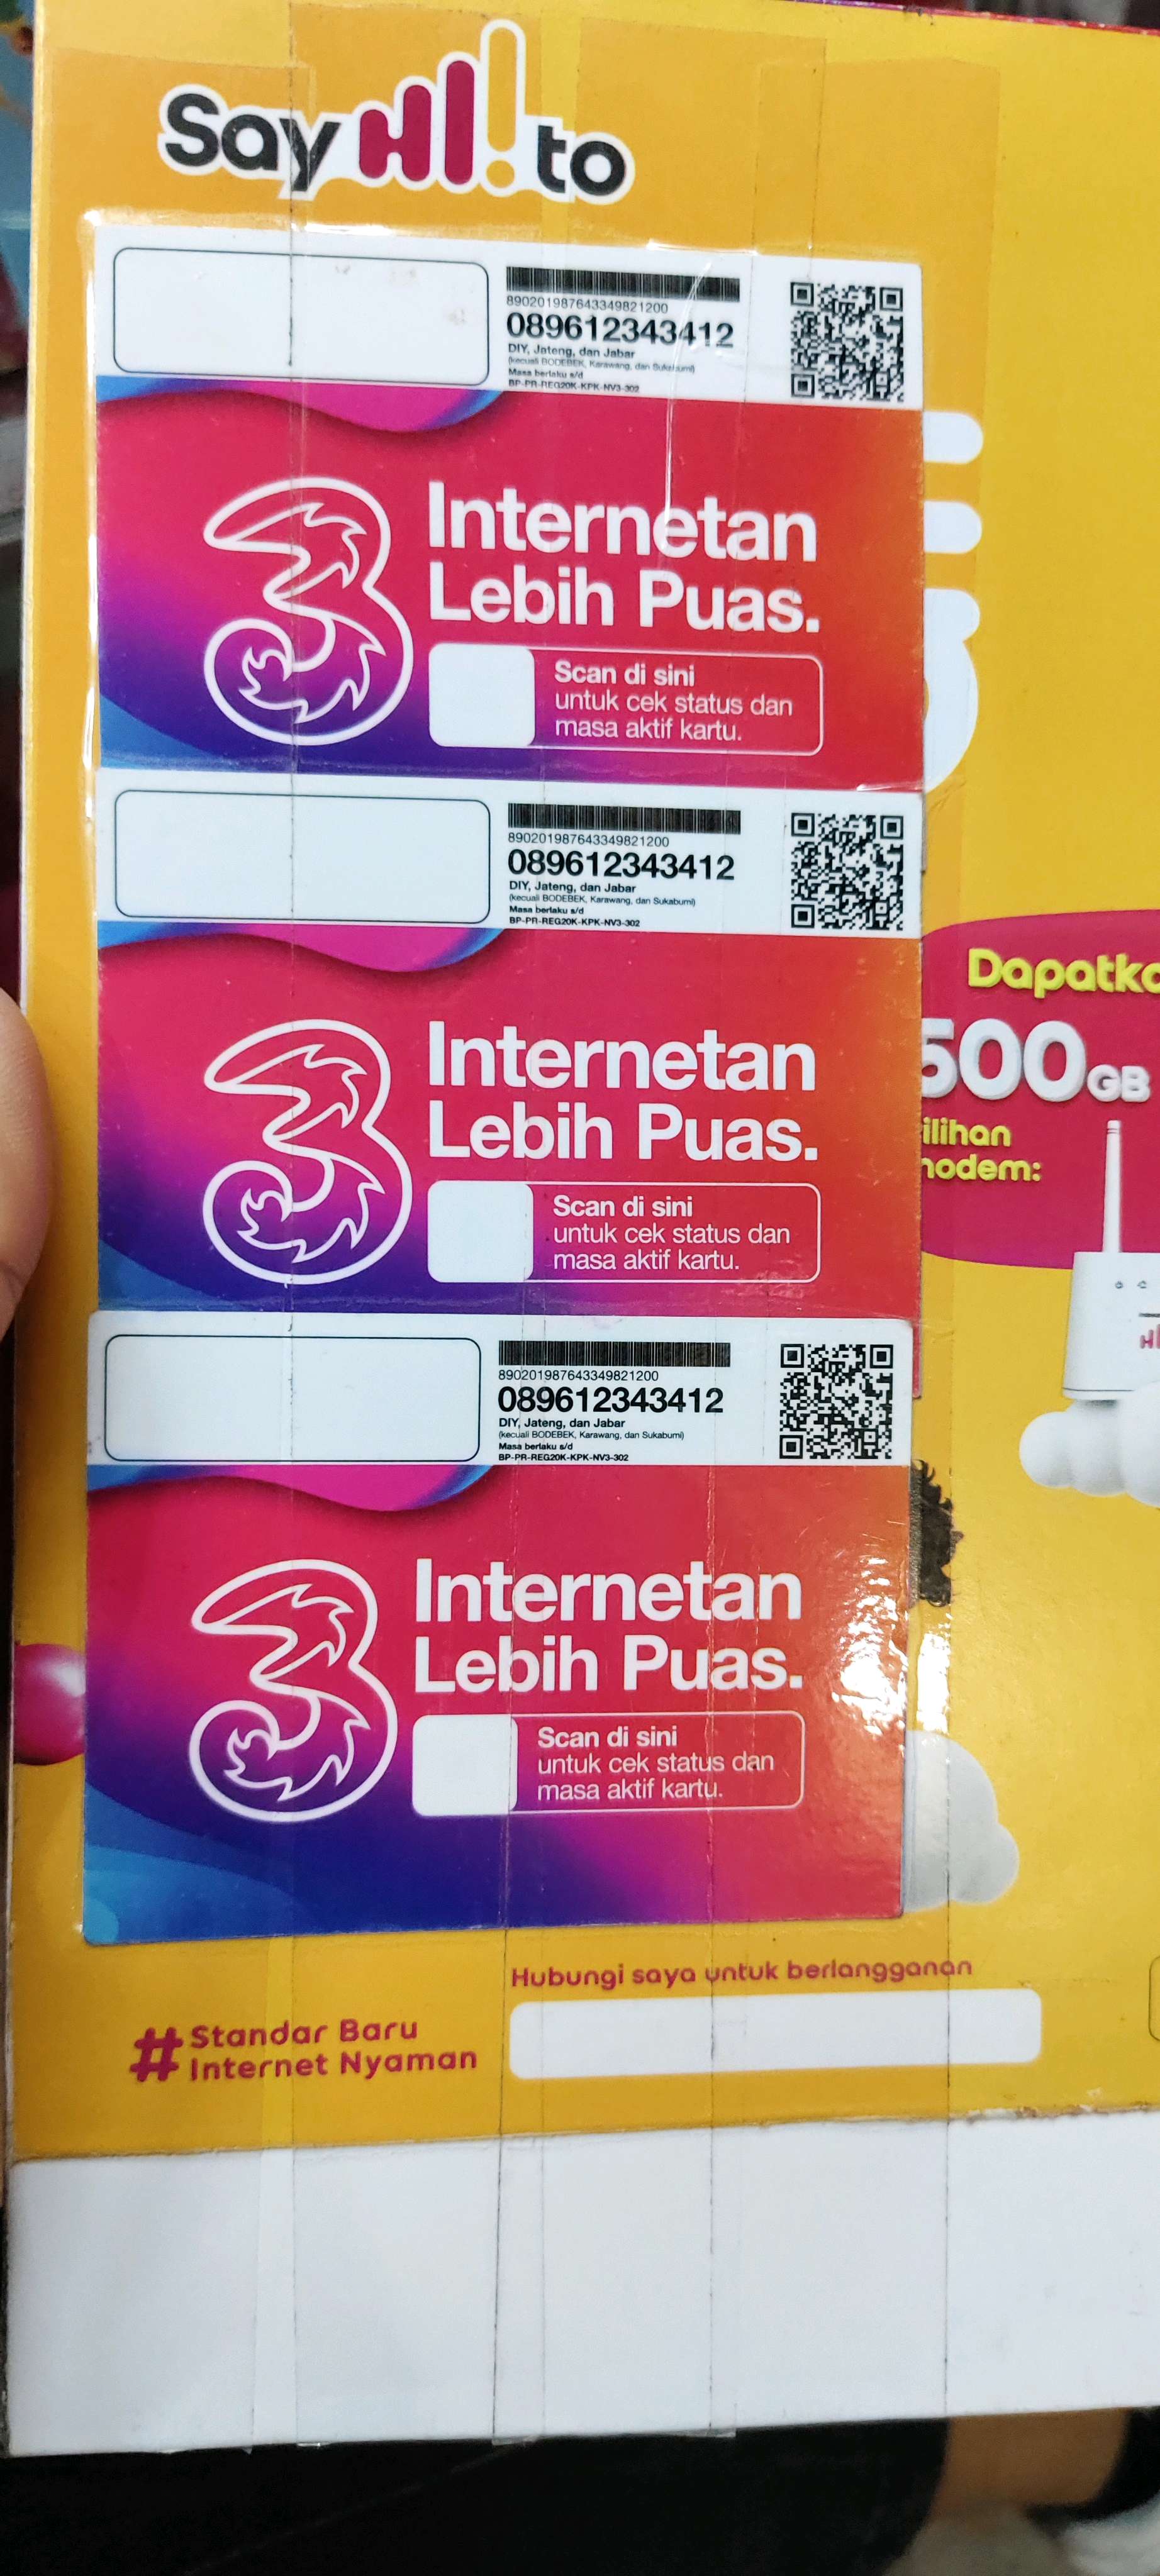 Say HI! to
890201987643349821200
089612343412
DIY, Jateng, dan Jabar
(kecuali BODEBEK, Karawang, dan Sukabumi)
Masa berlaku s/d
BP-PR-REG20K-KPK-NV3-302
3 Internetan
Lebih Puas.
Scan di sini
untuk cek status dan
masa aktif kartu.
890201987643349821200
089612343412
DIY, Jateng, dan Jabar
(kecuali BODEBEK, Karawang, dan Sukabumi)
Masa berlaku s/d
BP-PR-REG20K-KPK-NV3-302
3 Internetan
Lebih Puas.
Scan di sini
untuk cek status dan
masa aktif kartu.
Dapatka
500GB
ilihan
nodem:
890201987643349821200
089612343412
DIY, Jateng, dan Jabar
(kecuali BODEBEK, Karawang, dan Sukabumi)
Masa berlaku s/d
BP-PR-REG20K-KPK-NV3-302
3 Internetan
Lebih Puas.
Scan di sini
untuk cek status dan
masa aktif kartu.
Hubungi saya untuk berlangganan
#Standar Baru
Internet Nyaman